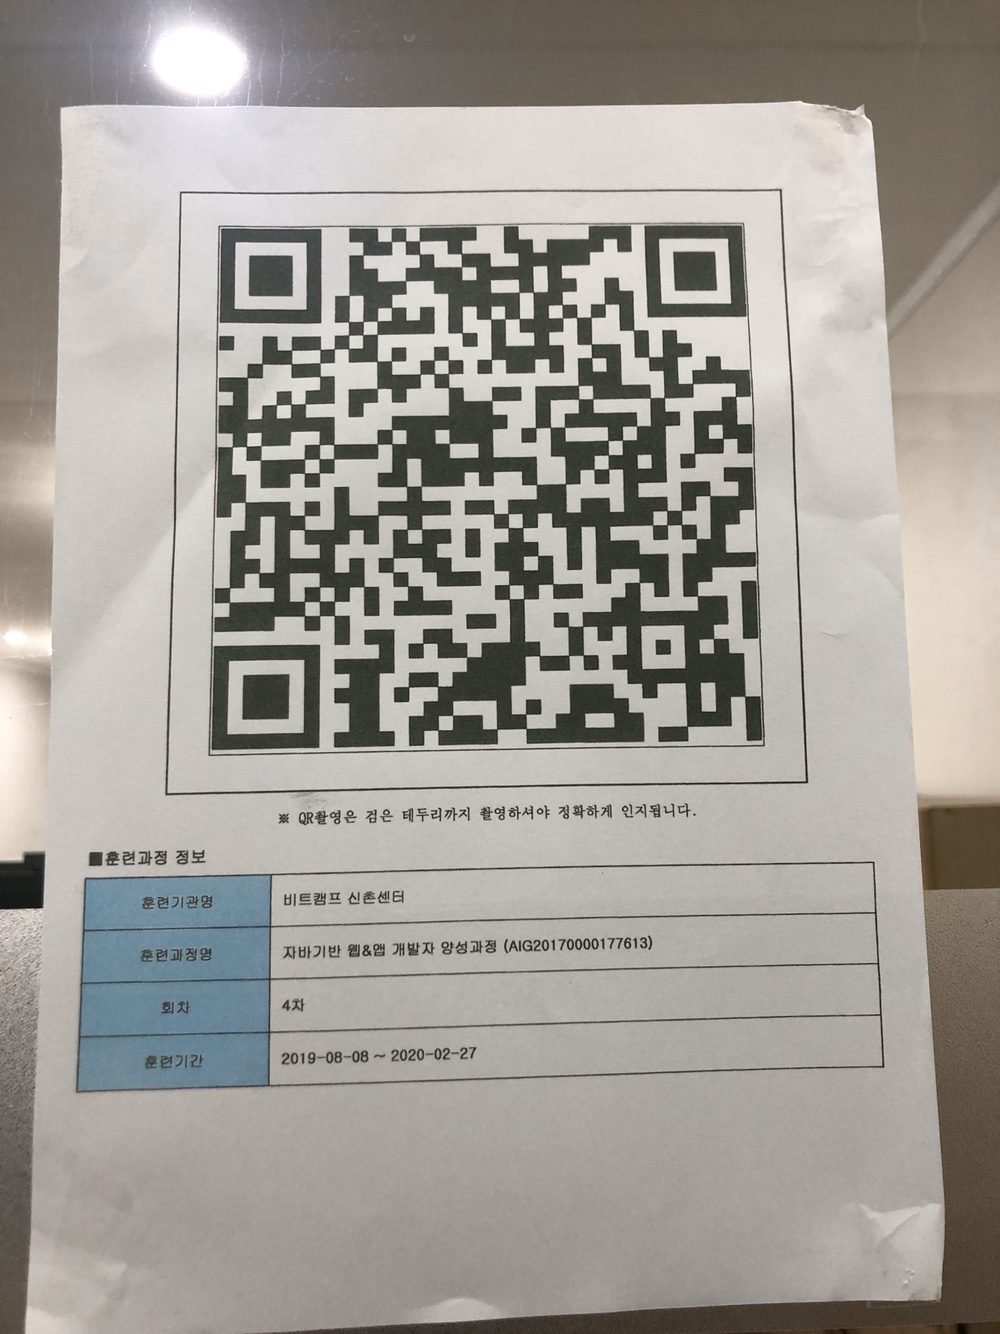 ※ QR촬영은 검은 테두리까지 촬영하셔야 정확하게 인지됩니다.
■훈련과정 정보
훈련기관명 비트캠프 신촌센터
훈련과정명 자바기반 웹&앱 개발자 양성과정 (AIG20170000177613)
회차 4차
훈련기간 2019-08-08 ~ 2020-02-27